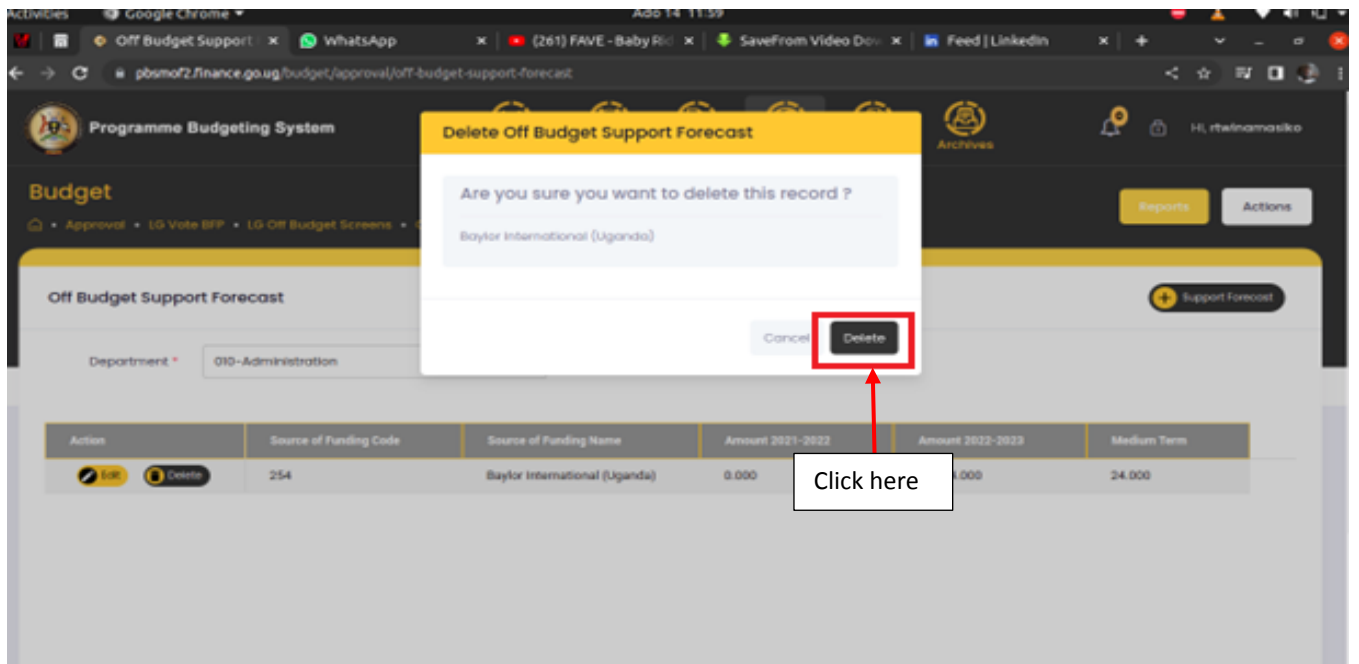 Activities Google Chrome Ado 14 11:59
Off Budget Support WhatsApp (261) FAVE - Baby Rid SaveFrom Video Dow Feed | LinkedIn
pbsmof2.finance.go.ug/budget/approval/off-budget-support-forecast
Programme Budgeting System
Archives
Hi, rtwinamasiko
Delete Off Budget Support Forecast
Are you sure you want to delete this record ?
Baylor International (Uganda)
Cancel Delete
Budget
Approval • LG Vote BFP • LG Off Budget Screens •
Reports Actions
Off Budget Support Forecast
Support Forecast
Department * 010-Administration
Action Source of Funding Code Source of Funding Name Amount 2021-2022 Amount 2022-2023 Medium Term
Edit Delete 254 Baylor International (Uganda) 0.000 .000 24.000
Click here